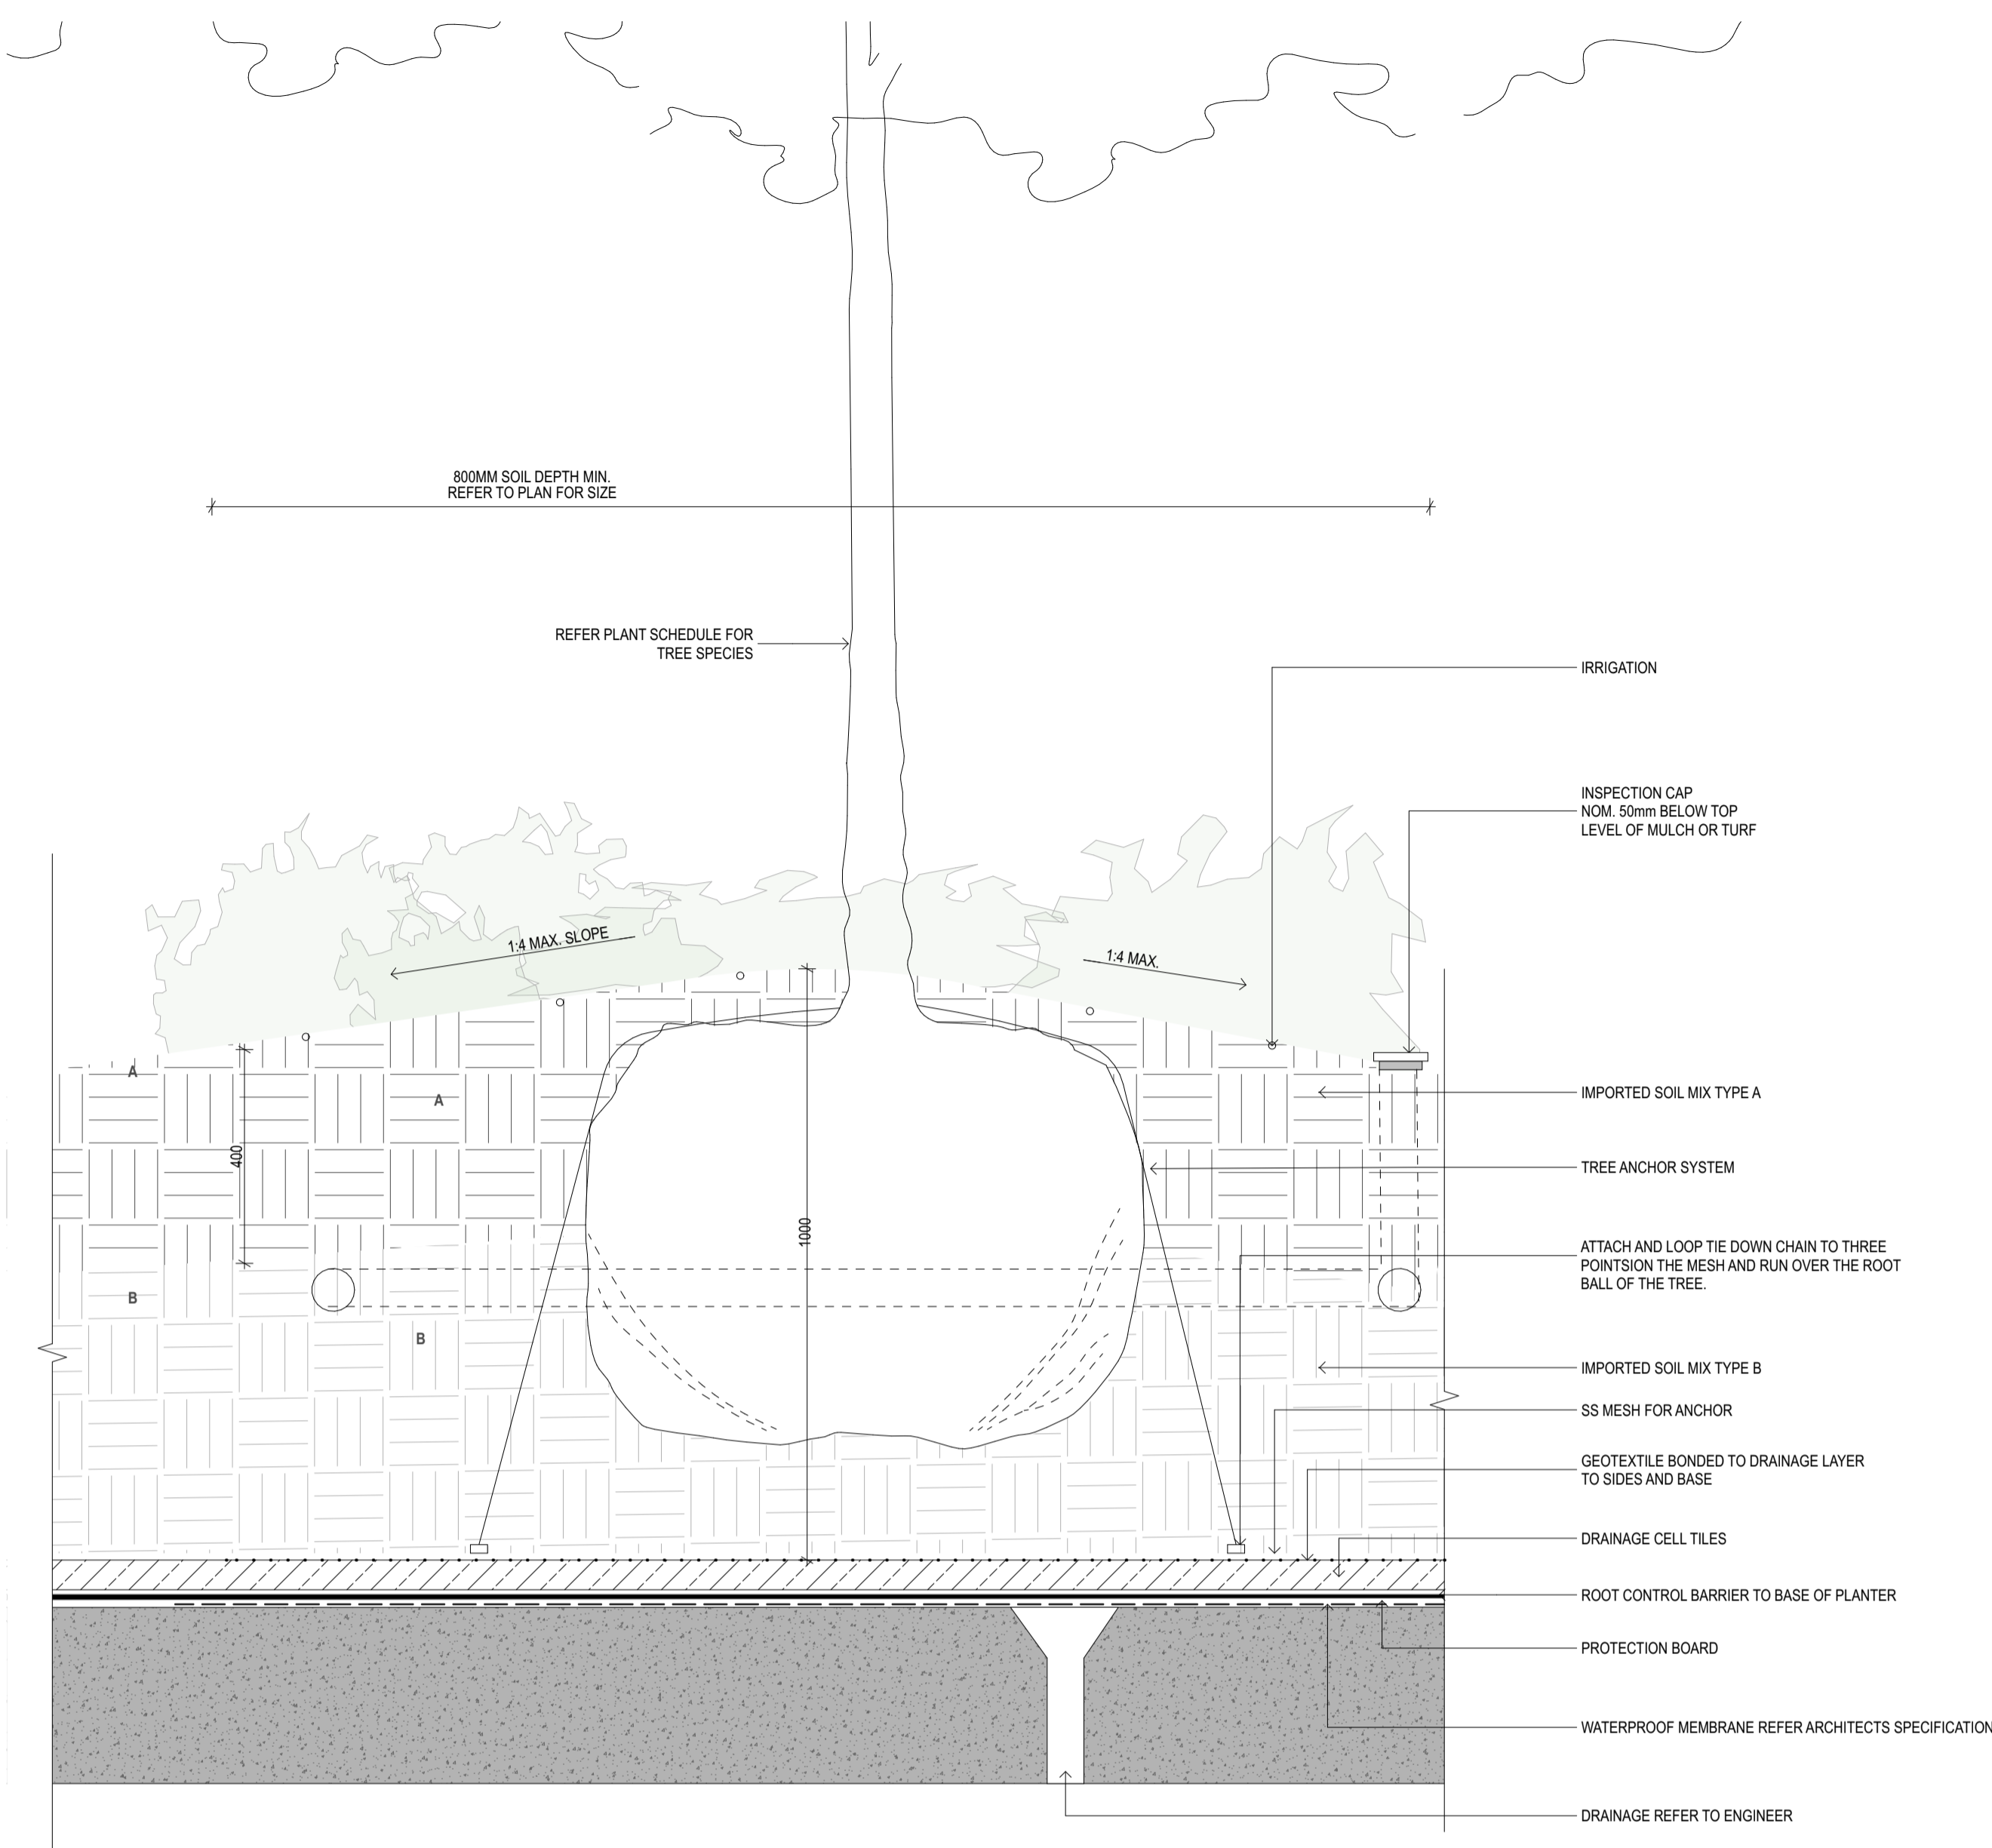 800MM SOIL DEPTH MIN.
REFER TO PLAN FOR SIZE
REFER PLANT SCHEDULE FOR
TREE SPECIES
IRRIGATION
INSPECTION CAP
NOM. 50mm BELOW TOP
LEVEL OF MULCH OR TURF
1:4 MAX. SLOPE
1:4 MAX.
A
A
IMPORTED SOIL MIX TYPE A
400
TREE ANCHOR SYSTEM
1000
ATTACH AND LOOP TIE DOWN CHAIN TO THREE
POINTSION THE MESH AND RUN OVER THE ROOT
BALL OF THE TREE.
B
B
IMPORTED SOIL MIX TYPE B
SS MESH FOR ANCHOR
GEOTEXTILE BONDED TO DRAINAGE LAYER
TO SIDES AND BASE
DRAINAGE CELL TILES
ROOT CONTROL BARRIER TO BASE OF PLANTER
PROTECTION BOARD
WATERPROOF MEMBRANE REFER ARCHITECTS SPECIFICATION
DRAINAGE REFER TO ENGINEER